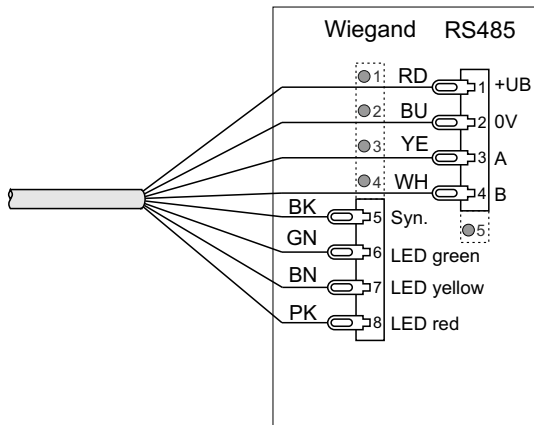 Wiegand RS485
1 RD 1 +UB
2 BU 2 0V
3 YE 3 A
4 WH 4 B
BK 5 Syn. 5
GN 6 LED green
BN 7 LED yellow
PK 8 LED red